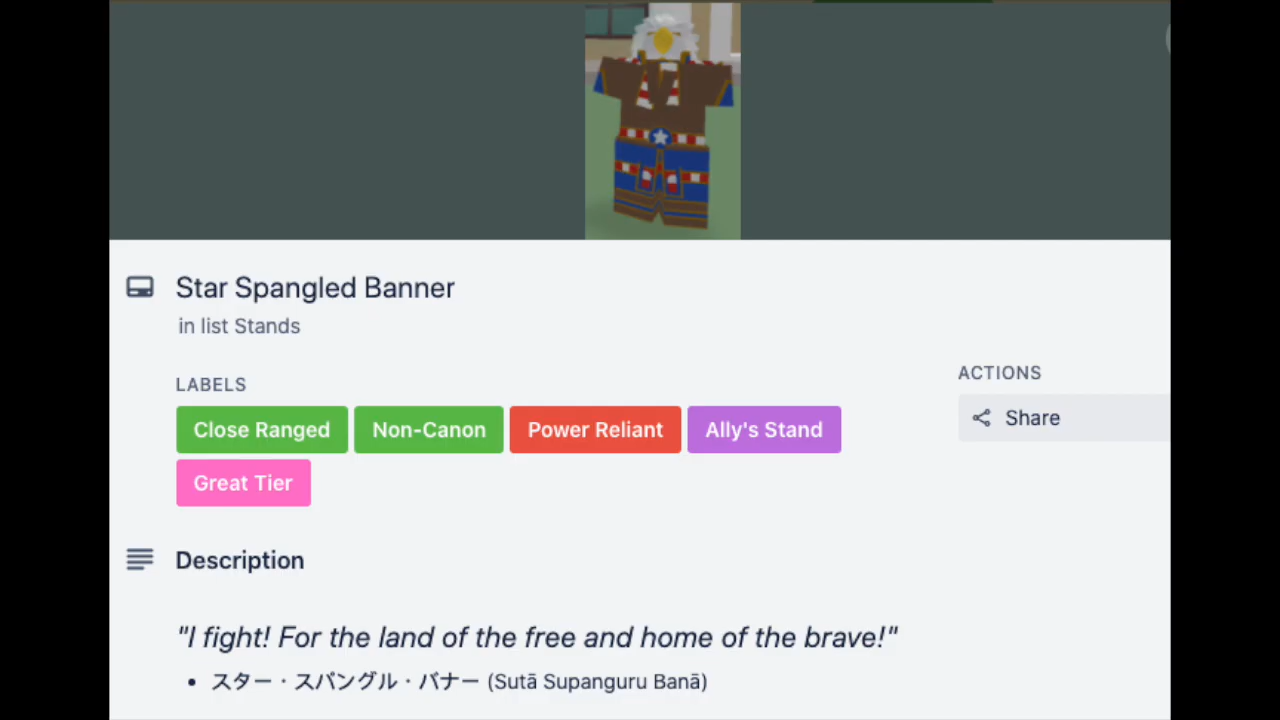 Star Spangled Banner
in list Stands
LABELS
ACTIONS
Close Ranged Non-Canon Power Reliant Ally's Stand
Share
Great Tier
Description
"I fight! For the land of the free and home of the brave!"
• スター・スパングル・バナー (Sutā Supanguru Banā)